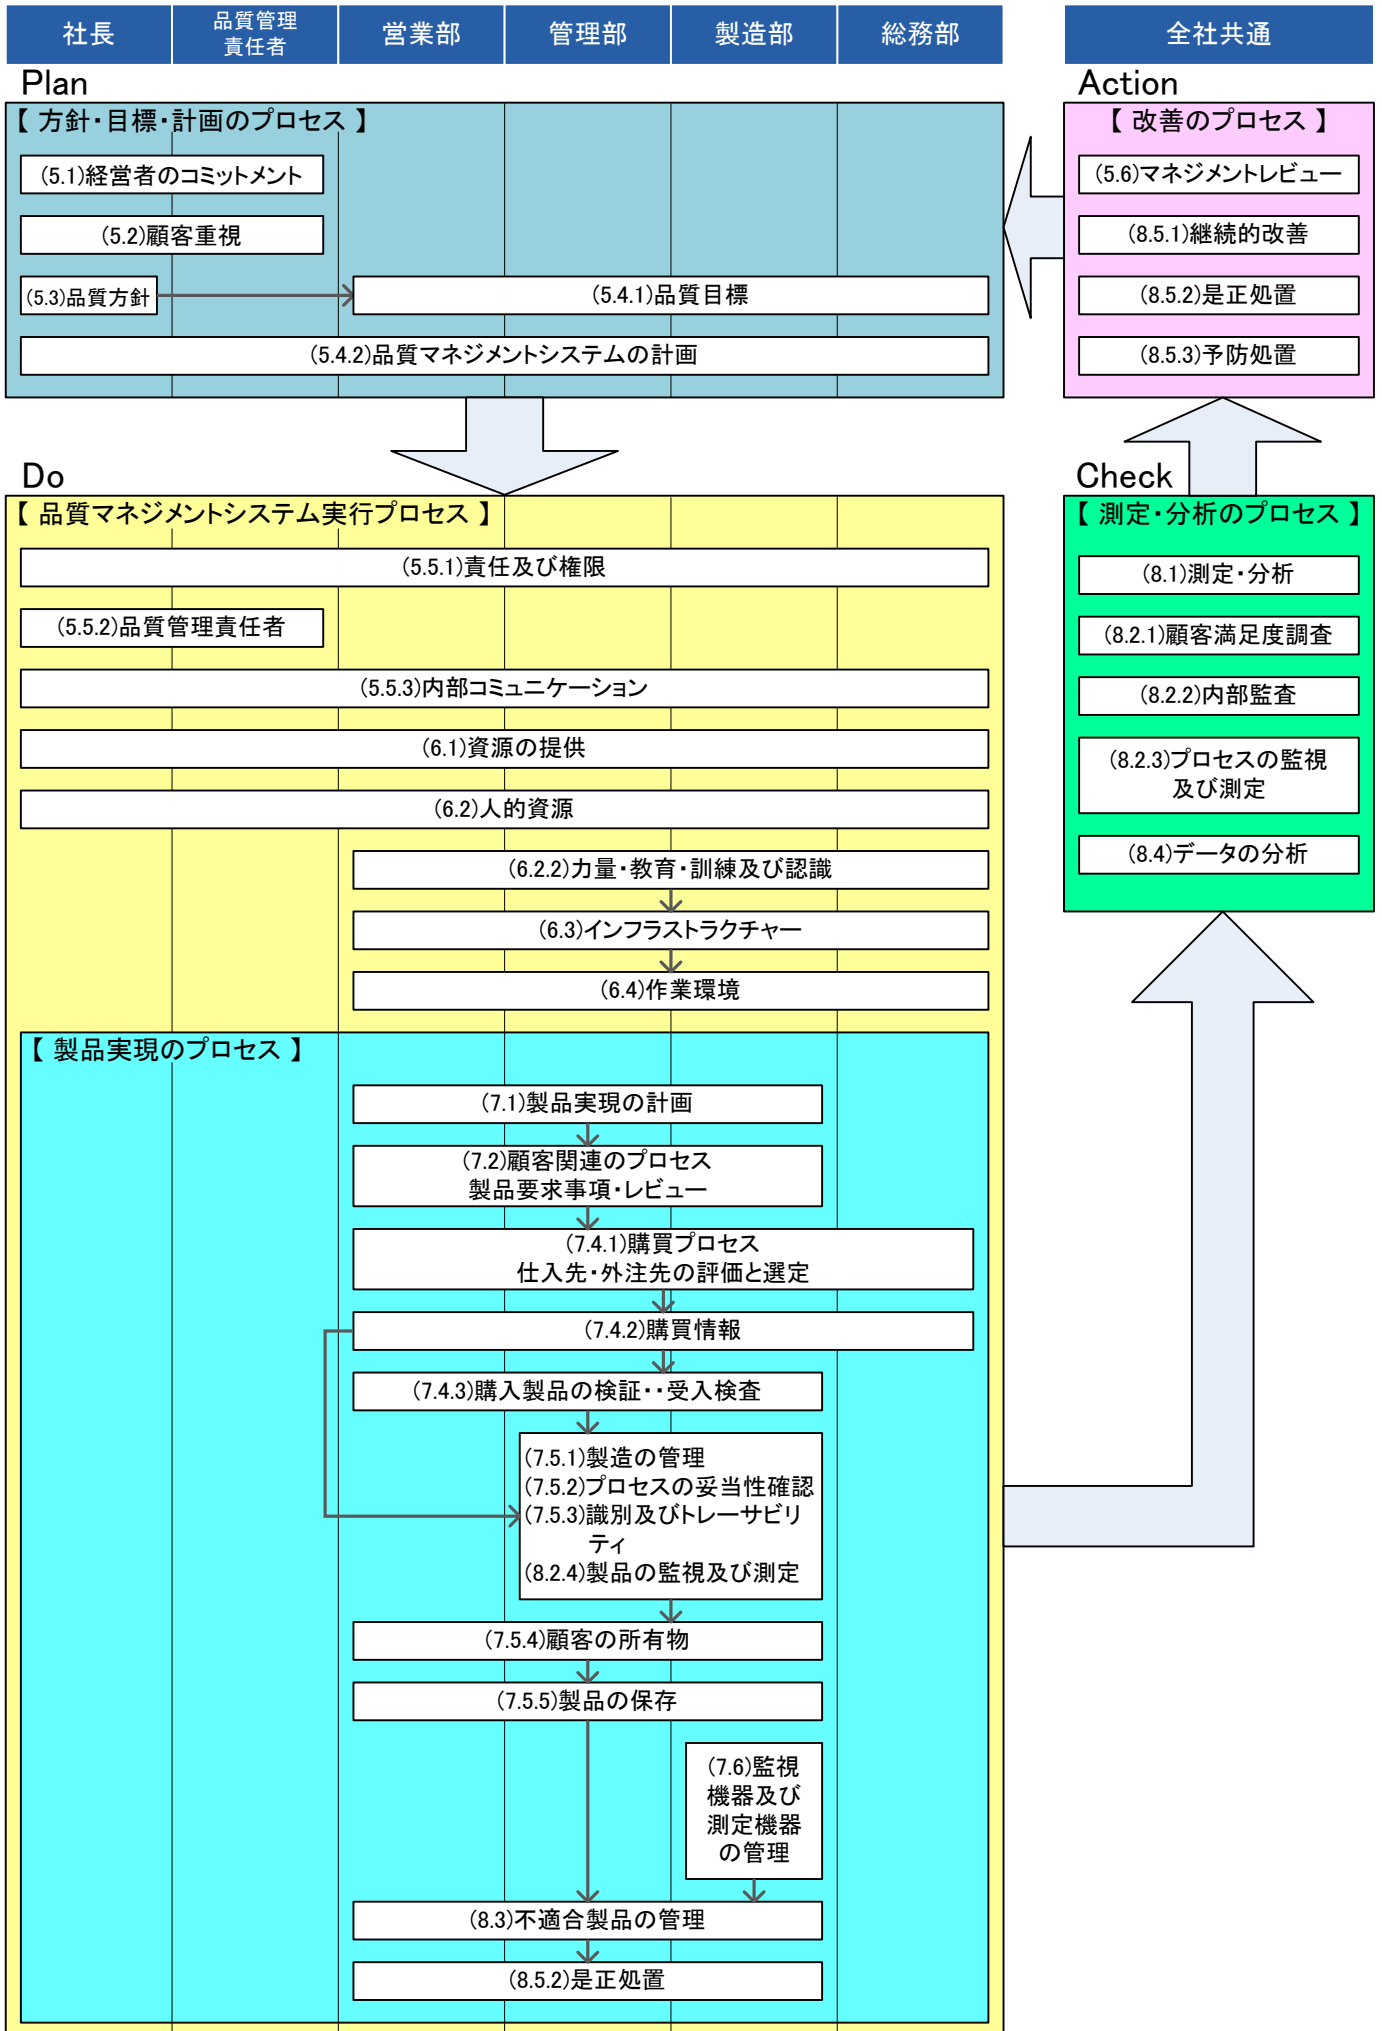 社長
品質管理
責任者
営業部
管理部
製造部
総務部
全社共通
Plan
【 方針・目標・計画のプロセス 】
(5.1)経営者のコミットメント
(5.2)顧客重視
(5.3)品質方針
(5.4.1)品質目標
(5.4.2)品質マネジメントシステムの計画
Action
【 改善のプロセス 】
(5.6)マネジメントレビュー
(8.5.1)継続的改善
(8.5.2)是正処置
(8.5.3)予防処置
Do
【 品質マネジメントシステム実行プロセス 】
(5.5.1)責任及び権限
(5.5.2)品質管理責任者
(5.5.3)内部コミュニケーション
(6.1)資源の提供
(6.2)人的資源
(6.2.2)力量・教育・訓練及び認識
(6.3)インフラストラクチャー
(6.4)作業環境
Check
【 測定・分析のプロセス 】
(8.1)測定・分析
(8.2.1)顧客満足度調査
(8.2.2)内部監査
(8.2.3)プロセスの監視
及び測定
(8.4)データの分析
【 製品実現のプロセス 】
(7.1)製品実現の計画
(7.2)顧客関連のプロセス
製品要求事項・レビュー
(7.4.1)購買プロセス
仕入先・外注先の評価と選定
(7.4.2)購買情報
(7.4.3)購入製品の検証・・受入検査
(7.5.1)製造の管理
(7.5.2)プロセスの妥当性確認
(7.5.3)識別及びトレーサビリ
ティ
(8.2.4)製品の監視及び測定
(7.5.4)顧客の所有物
(7.5.5)製品の保存
(7.6)監視
機器及び
測定機器
の管理
(8.3)不適合製品の管理
(8.5.2)是正処置